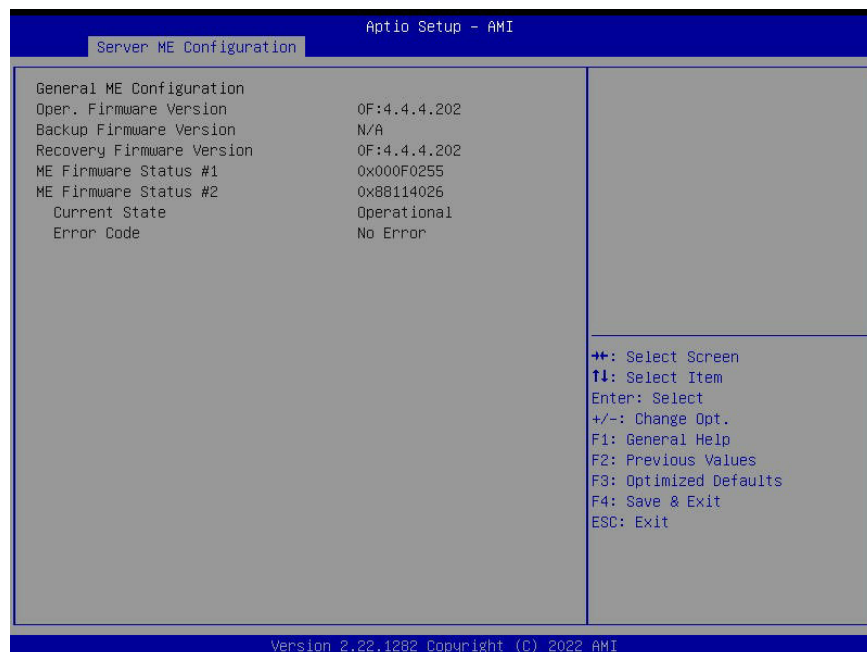 Aptio Setup – AMI
Server ME Configuration
General ME Configuration
Oper. Firmware Version 0F:4.4.4.202
Backup Firmware Version N/A
Recovery Firmware Version 0F:4.4.4.202
ME Firmware Status #1 0x000F0255
ME Firmware Status #2 0x88114026
Current State Operational
Error Code No Error
→←: Select Screen
↑↓: Select Item
Enter: Select
+/-: Change Opt.
F1: General Help
F2: Previous Values
F3: Optimized Defaults
F4: Save & Exit
ESC: Exit
Version 2.22.1282 Copyright (C) 2022 AMI